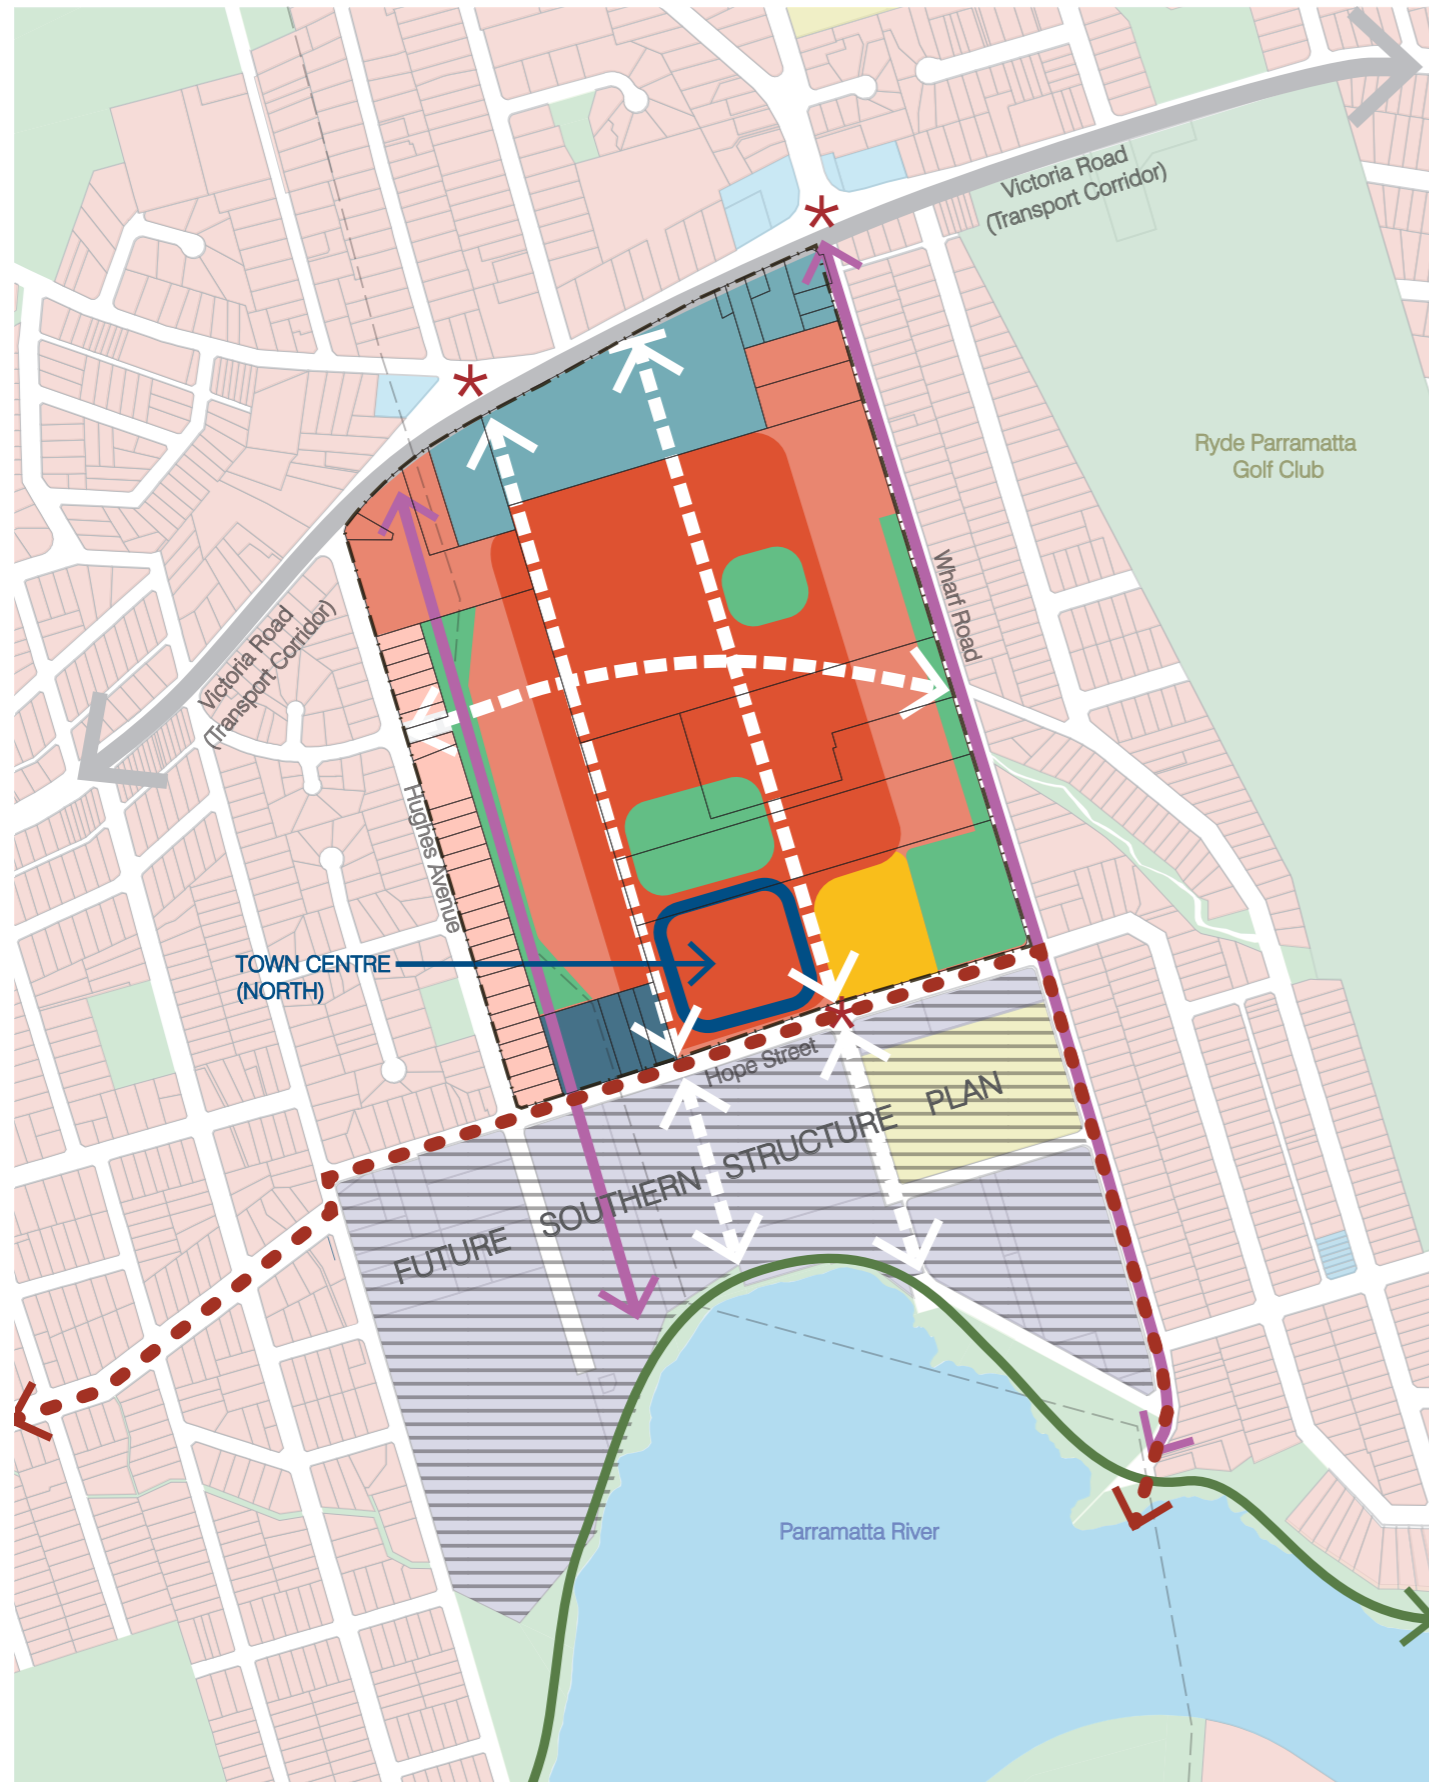 Victoria Road
(Transport Corridor)
Ryde Parramatta
Golf Club
Wharf Road
Victoria Road
(Transport Corridor)
Hughes Avenue
TOWN CENTRE
(NORTH)
Hope Street
FUTURE SOUTHERN STRUCTURE PLAN
Parramatta River